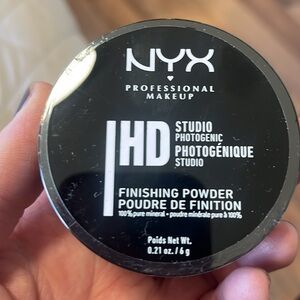 NYX
PROFESSIONAL
MAKEUP
HD STUDIO
PHOTOGENIC
PHOTOGÉNIQUE
STUDIO
FINISHING POWDER
POUDRE DE FINITION
100% pure mineral • poudre minérale pure à 100%
Poids Net Wt.
0.21 oz. / 6 g